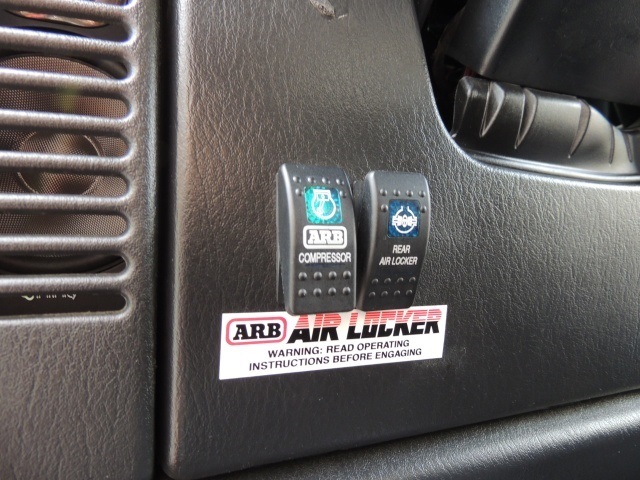 ARB
COMPRESSOR
REAR
AIR LOCKER
ARB AIR LOCKER
WARNING: READ OPERATING
INSTRUCTIONS BEFORE ENGAGING